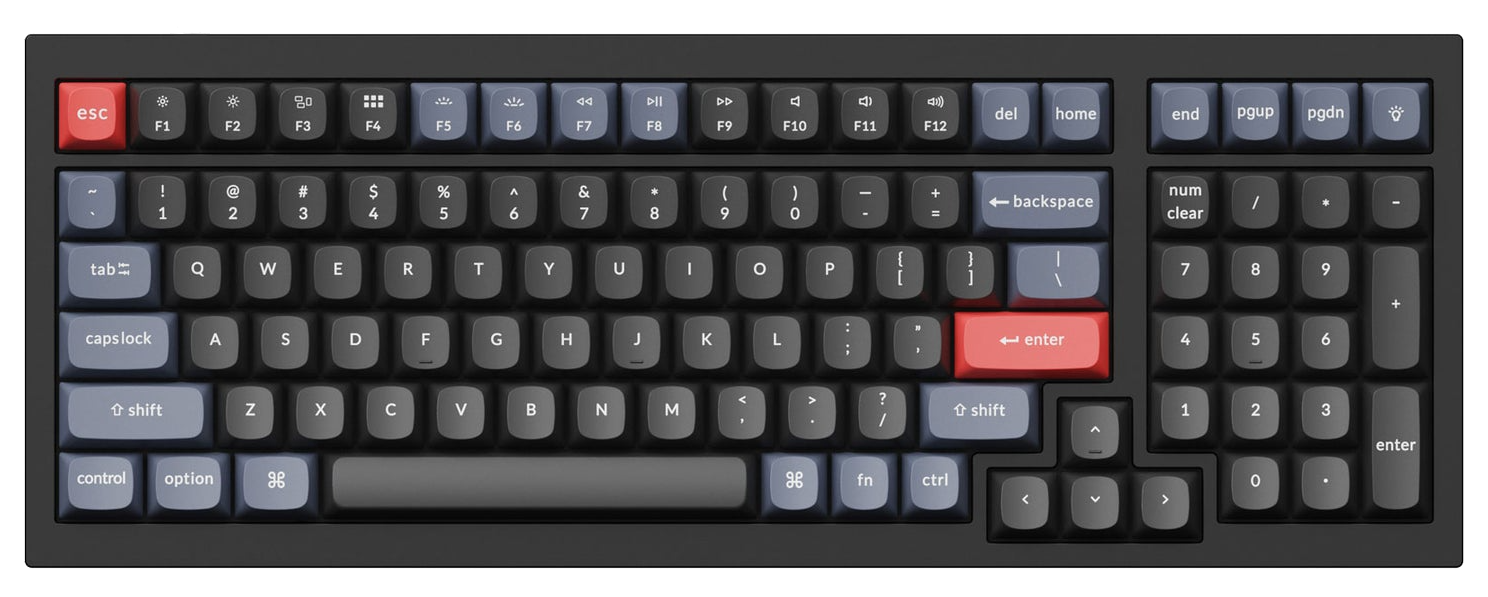 esc F1 F2 F3 F4 F5 F6 F7 F8 F9 F10 F11 F12 del home end pgup pgdn
~ ! @ # $ % ^ & * ( ) — + ← backspace num / * -
` 1 2 3 4 5 6 7 8 9 0 - = clear
tab Q W E R T Y U I O P { } | 7 8 9 +
[ ] \
caps lock A S D F G H J K L : " ← enter 4 5 6
; '
⇧ shift Z X C V B N M < > ? ⇧ shift ^ 1 2 3 enter
, . /
control option ⌘ ⌘ fn ctrl < ⌄ > 0 .